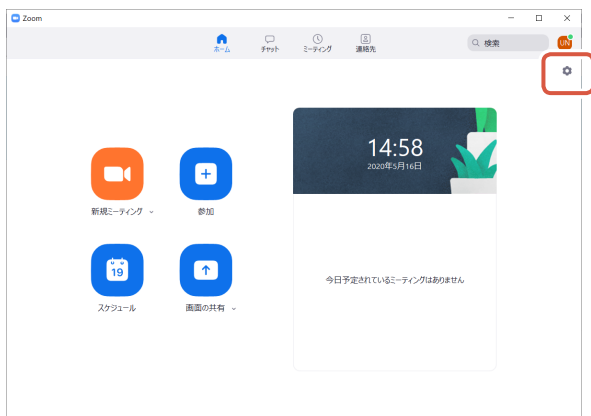 Zoom
ホーム
チャット
ミーティング
連絡先
検索
UN
14:58
2020年5月16日
新規ミーティング
参加
19
スケジュール
画面の共有
今日予定されているミーティングはありません